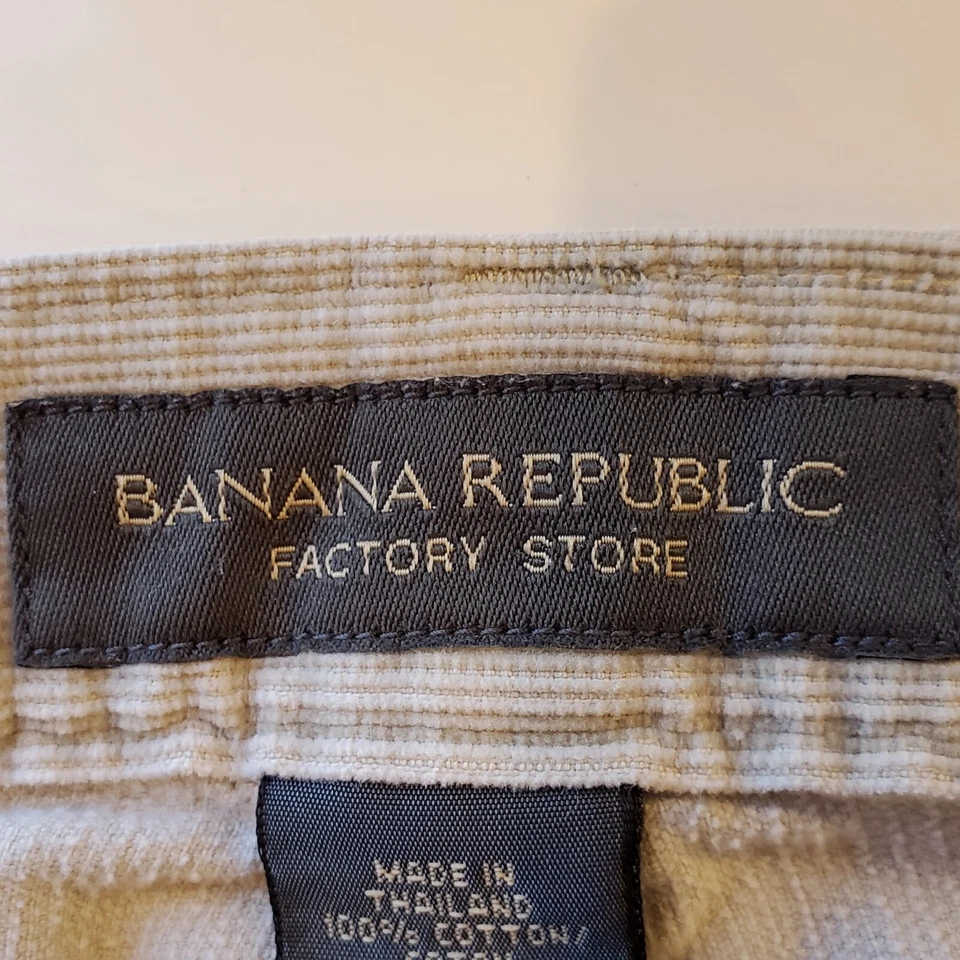 BANANA REPUBLIC
FACTORY STORE
MADE IN
THAILAND
100% COTTON/